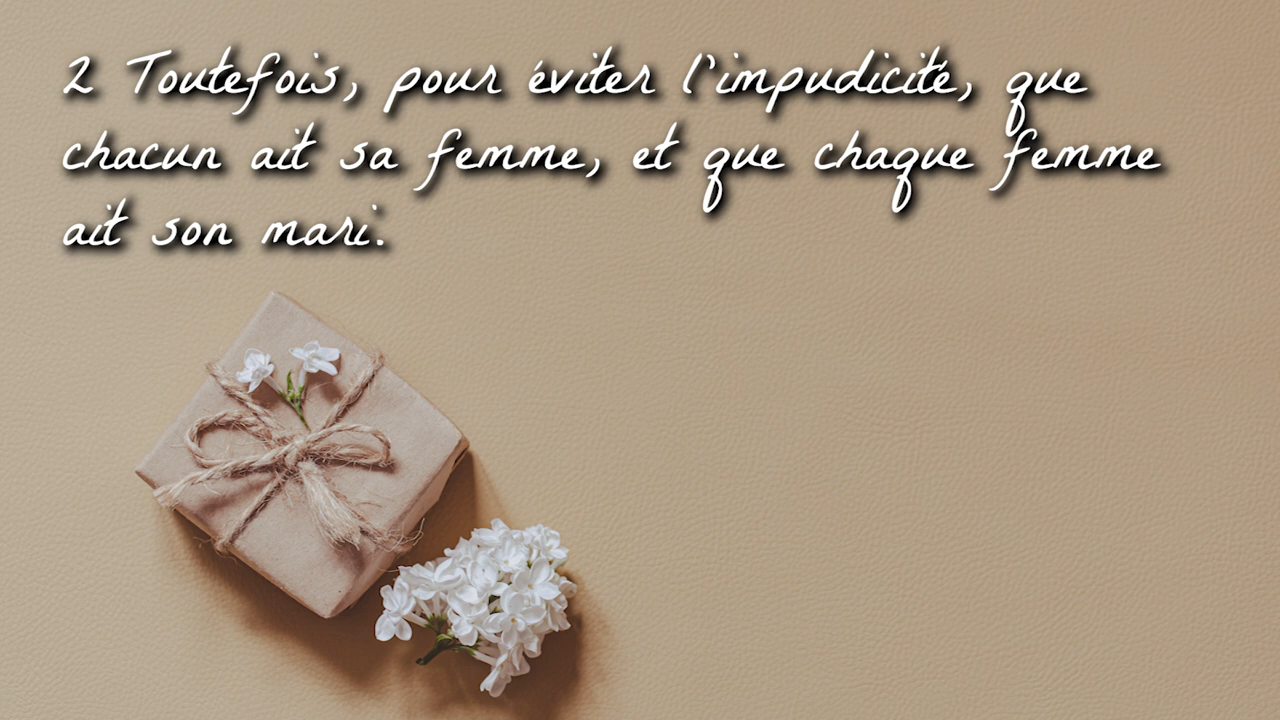 2 Toutefois, pour éviter l'impudicité, que
chacun ait sa femme, et que chaque femme
ait son mari.